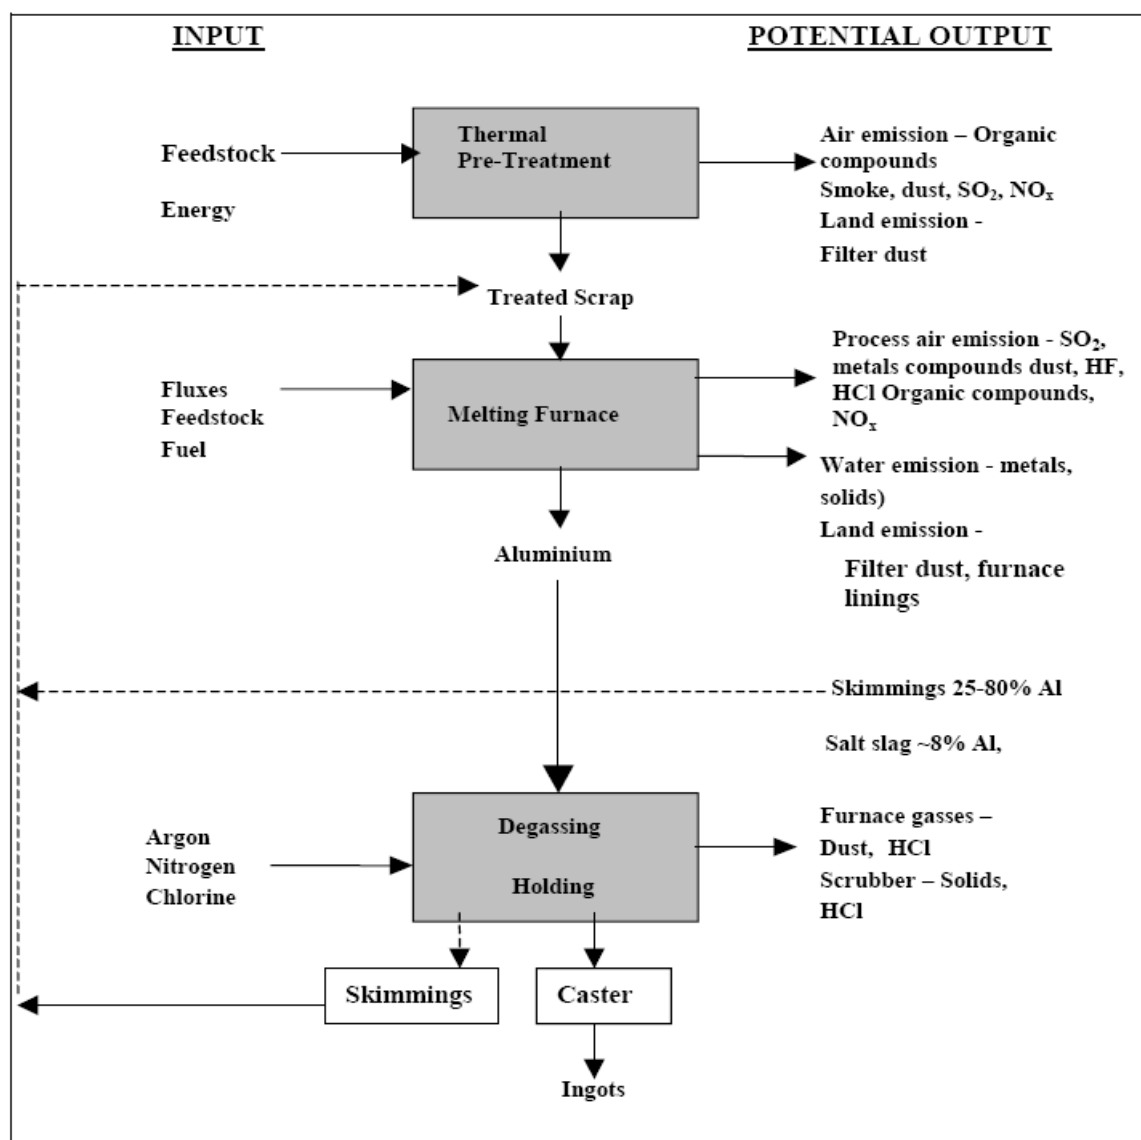 INPUT
POTENTIAL OUTPUT
Thermal
Pre-Treatment
Feedstock
Energy
Air emission – Organic
compounds
Smoke, dust, SO₂, NOₓ
Land emission -
Filter dust
Treated Scrap
Fluxes
Feedstock
Fuel
Melting Furnace
Process air emission - SO₂,
metals compounds dust, HF,
HCl Organic compounds,
NOₓ
Water emission - metals,
solids)
Land emission -
Filter dust, furnace
linings
Aluminium
Skimmings 25-80% Al
Salt slag ~8% Al,
Argon
Nitrogen
Chlorine
Degassing
Holding
Furnace gasses –
Dust, HCl
Scrubber – Solids,
HCl
Skimmings
Caster
Ingots